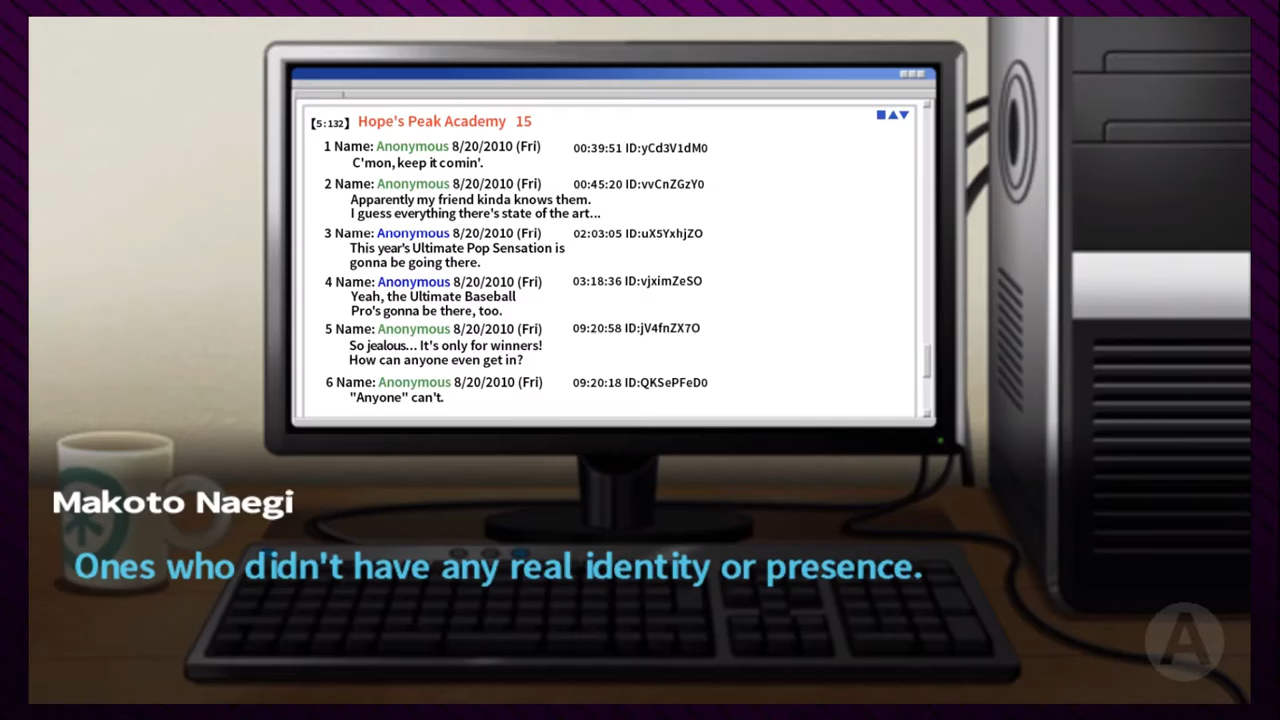 【5:132】 Hope's Peak Academy 15
1 Name: Anonymous 8/20/2010 (Fri) 00:39:51 ID:yCd3V1dM0
C'mon, keep it comin'.
2 Name: Anonymous 8/20/2010 (Fri) 00:45:20 ID:vvCnZGzY0
Apparently my friend kinda knows them.
I guess everything there's state of the art...
3 Name: Anonymous 8/20/2010 (Fri) 02:03:05 ID:uX5YxhjZO
This year's Ultimate Pop Sensation is
gonna be going there.
4 Name: Anonymous 8/20/2010 (Fri) 03:18:36 ID:vjximZeSO
Yeah, the Ultimate Baseball
Pro's gonna be there, too.
5 Name: Anonymous 8/20/2010 (Fri) 09:20:58 ID:jV4fnZX7O
So jealous... It's only for winners!
How can anyone even get in?
6 Name: Anonymous 8/20/2010 (Fri) 09:20:18 ID:QKSePFeD0
"Anyone" can't.
Makoto Naegi
Ones who didn't have any real identity or presence.
A